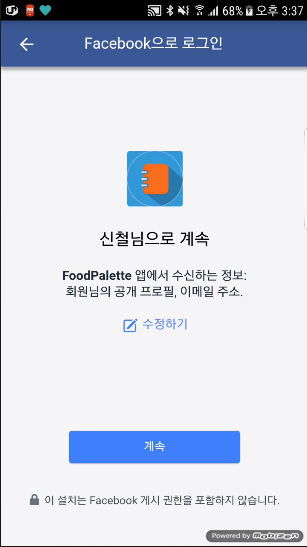 68% 오후 3:37
Facebook으로 로그인
신철님으로 계속
FoodPalette 앱에서 수신하는 정보:
회원님의 공개 프로필, 이메일 주소.
수정하기
계속
이 설치는 Facebook 게시 권한을 포함하지 않습니다.
Powered by Mobizen